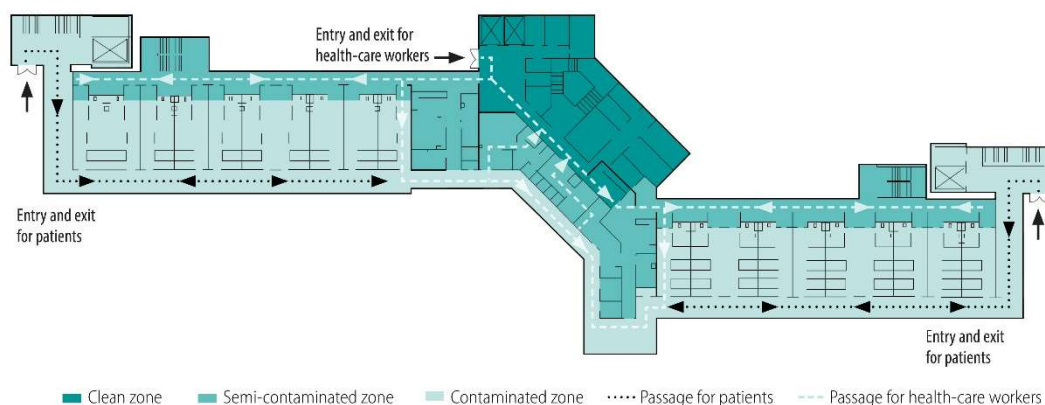 Entry and exit for
health-care workers
Entry and exit
for patients
Entry and exit
for patients
Clean zone
Semi-contaminated zone
Contaminated zone
Passage for patients
Passage for health-care workers